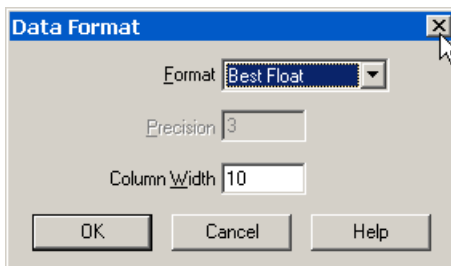 Data Format
Format Best Float
Precision 3
Column Width 10
OK Cancel Help